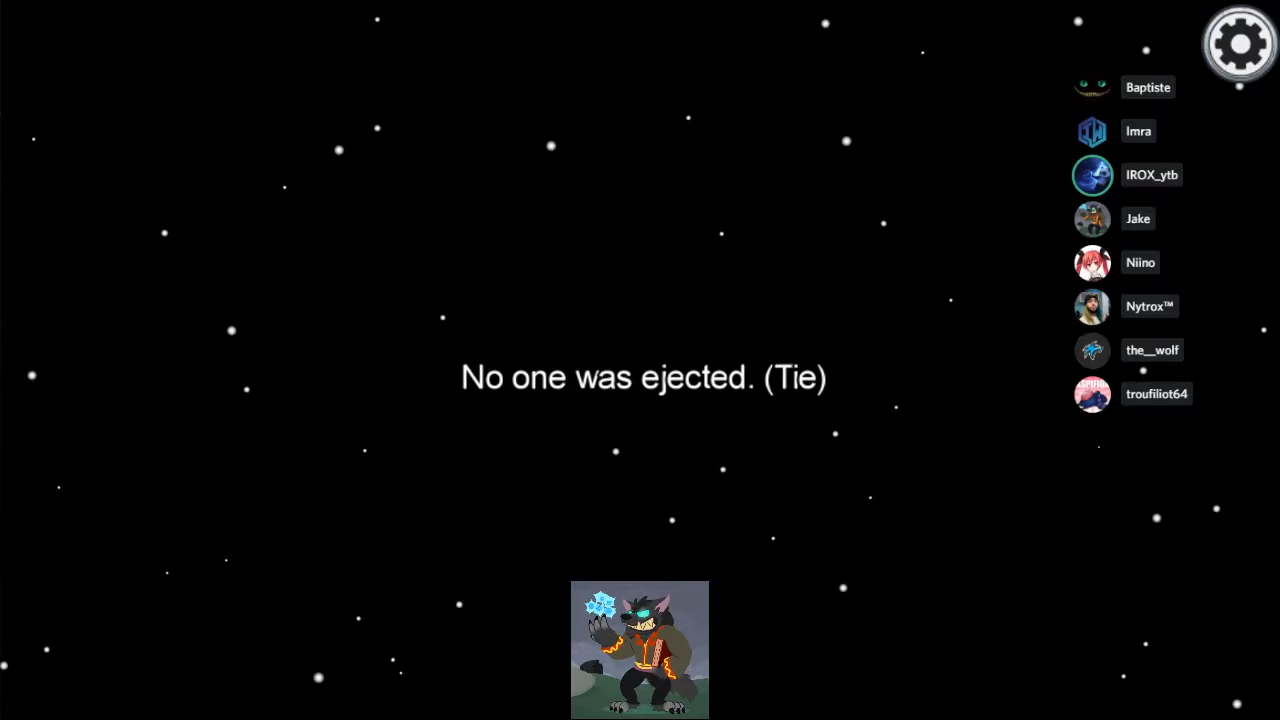 Baptiste
Imra
IROX_ytb
Jake
Niino
Nytrox™
No one was ejected. (Tie)
the__wolf
troufiliot64